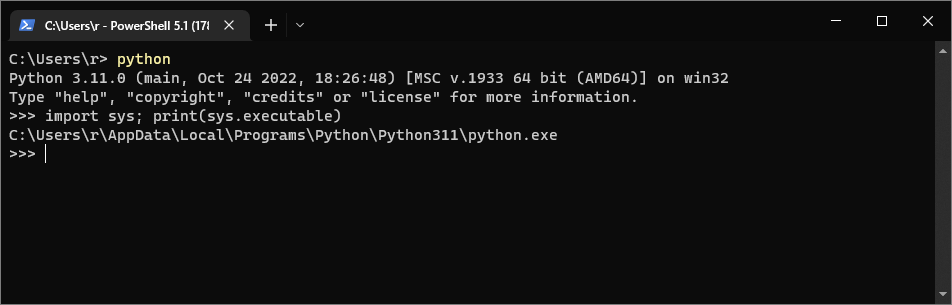 C:\Users\r - PowerShell 5.1 (178
C:\Users\r> python
Python 3.11.0 (main, Oct 24 2022, 18:26:48) [MSC v.1933 64 bit (AMD64)] on win32
Type "help", "copyright", "credits" or "license" for more information.
>>> import sys; print(sys.executable)
C:\Users\r\AppData\Local\Programs\Python\Python311\python.exe
>>>